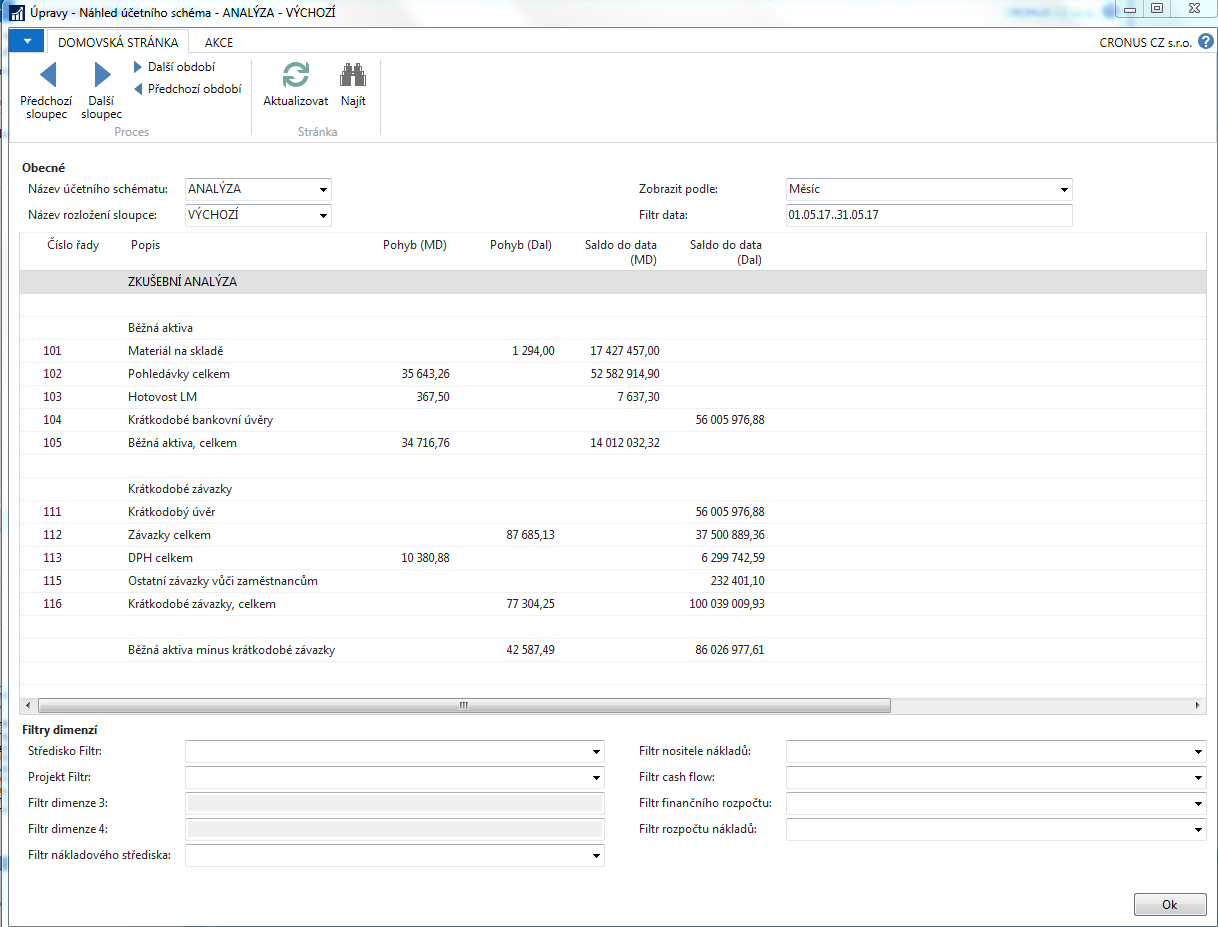 Úpravy - Náhled účetního schéma - ANALÝZA - VÝCHOZÍ
DOMOVSKÁ STRÁNKA AKCE CRONUS CZ s.r.o. ?
Předchozí sloupec
Další sloupec
Další období
Předchozí období
Proces
Aktualizovat
Najít
Stránka
Obecné
Název účetního schématu: ANALÝZA
Zobrazit podle: Měsíc
Název rozložení sloupce: VÝCHOZÍ
Filtr data: 01.05.17..31.05.17
Číslo řady Popis Pohyb (MD) Pohyb (Dal) Saldo do data (MD) Saldo do data (Dal)
ZKUŠEBNÍ ANALÝZA
Běžná aktiva
101 Materiál na skladě 1 294,00 17 427 457,00
102 Pohledávky celkem 35 643,26 52 582 914,90
103 Hotovost LM 367,50 7 637,30
104 Krátkodobé bankovní úvěry 56 005 976,88
105 Běžná aktiva, celkem 34 716,76 14 012 032,32
Krátkodobé závazky
111 Krátkodobý úvěr 56 005 976,88
112 Závazky celkem 87 685,13 37 500 889,36
113 DPH celkem 10 380,88 6 299 742,59
115 Ostatní závazky vůči zaměstnancům 232 401,10
116 Krátkodobé závazky, celkem 77 304,25 100 039 009,93
Běžná aktiva minus krátkodobé závazky 42 587,49 86 026 977,61
Filtry dimenzí
Středisko Filtr:
Filtr nositele nákladů:
Projekt Filtr:
Filtr cash flow:
Filtr dimenze 3:
Filtr finančního rozpočtu:
Filtr dimenze 4:
Filtr rozpočtu nákladů:
Filtr nákladového střediska:
Ok